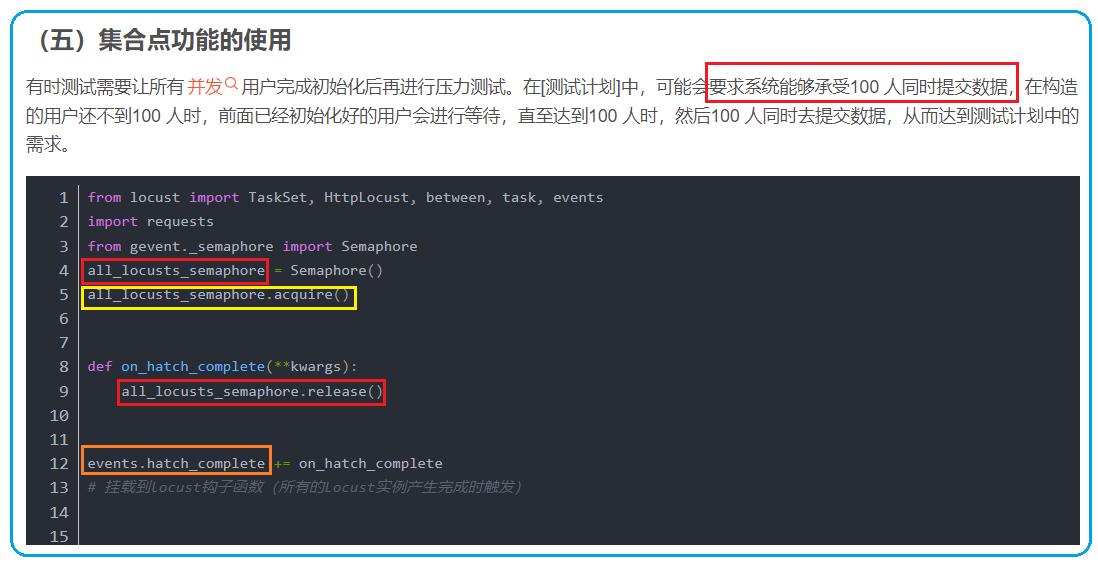 （五）集合点功能的使用
有时测试需要让所有 并发 用户完成初始化后再进行压力测试。在[测试计划]中，可能会要求系统能够承受100 人同时提交数据，在构造
的用户还不到100 人时，前面已经初始化好的用户会进行等待，直至达到100 人时，然后100 人同时去提交数据，从而达到测试计划中的
需求。
1 from locust import TaskSet, HttpLocust, between, task, events
2 import requests
3 from gevent._semaphore import Semaphore
4 all_locusts_semaphore = Semaphore()
5 all_locusts_semaphore.acquire()
6
7
8 def on_hatch_complete(**kwargs):
9     all_locusts_semaphore.release()
10
11
12 events.hatch_complete += on_hatch_complete
13 # 挂载到locust钩子函数（所有的Locust实例产生完成时触发）
14
15